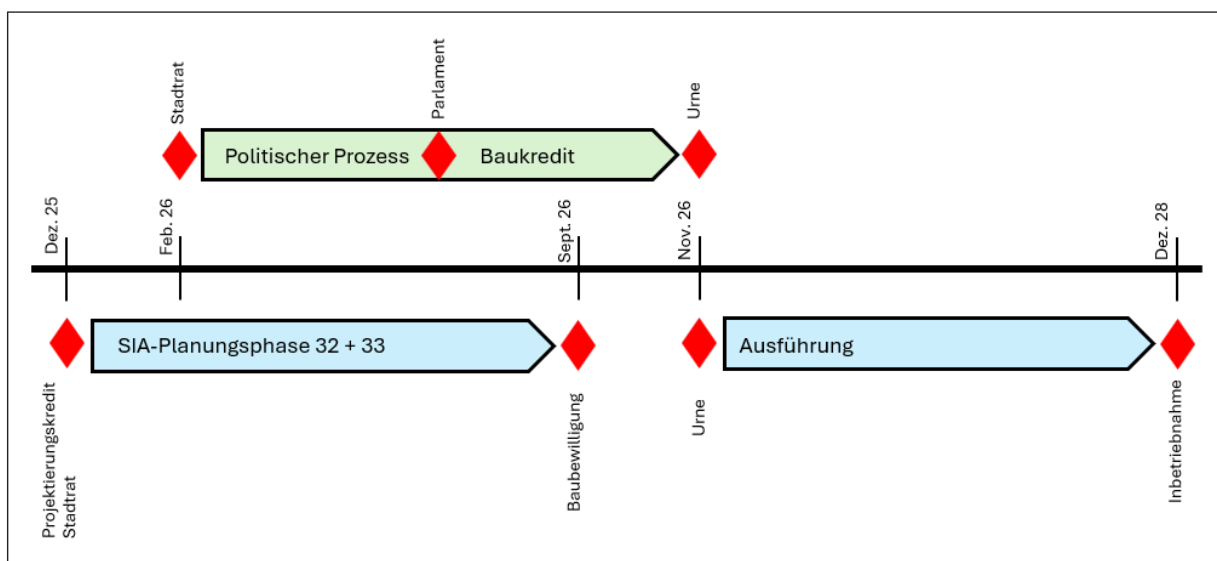 Stadtrat
Parlament
Urne
Politischer Prozess
Baukredit
Dez. 25
Feb. 26
Sept. 26
Nov. 26
Dez. 28
SIA-Planungsphase 32 + 33
Ausführung
Projektierungskredit
Stadtrat
Baubewilligung
Urne
Inbetriebnahme